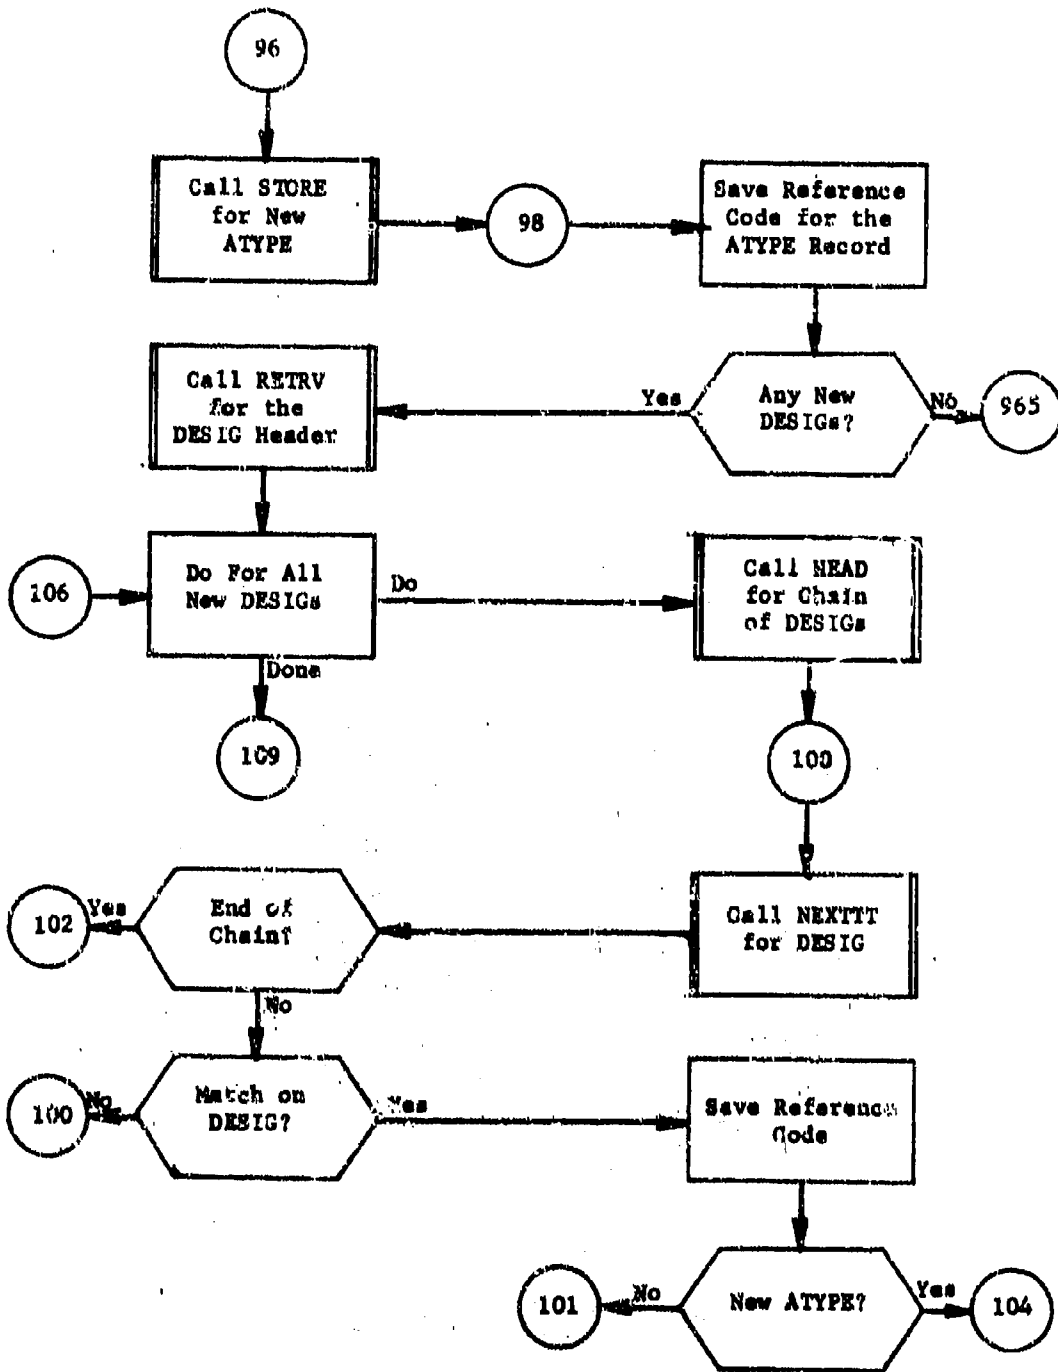 96
Call STORE
for New
ATYPE
98
Save Reference
Code for the
ATYPE Record
Call RETRV
for the
DESIG Header
Yes
Any New
DESIGs?
No
965
106
Do For All
New DESIGs
Do
Call HEAD
for Chain
of DESIGs
Done
109
100
102
Yes
End of
Chain?
Call NEXTTT
for DESIG
No
100
No
Match on
DESIG?
Yes
Save Reference
Code
101
No
New ATYPE?
Yes
104